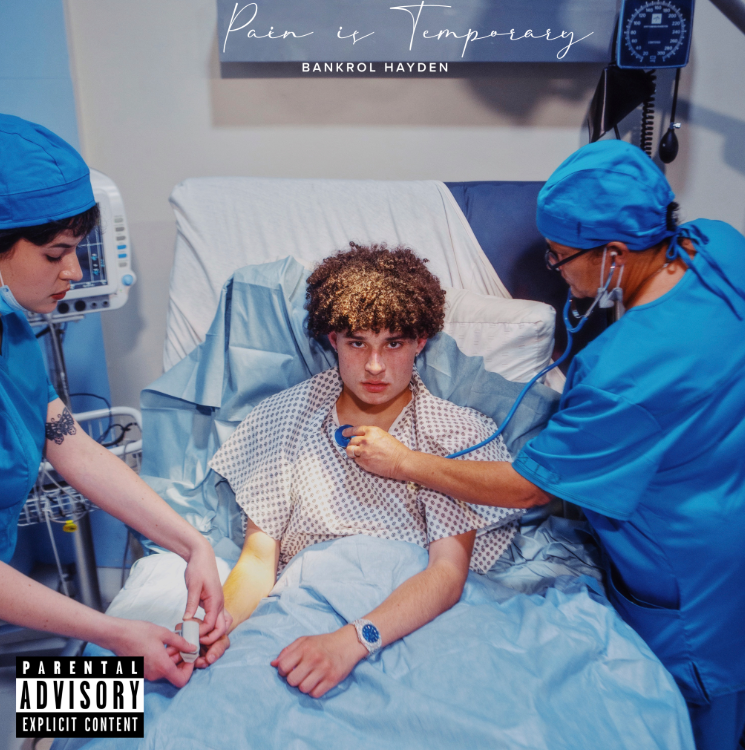 Pain is Temporary
BANKROL HAYDEN
PARENTAL
ADVISORY
EXPLICIT CONTENT